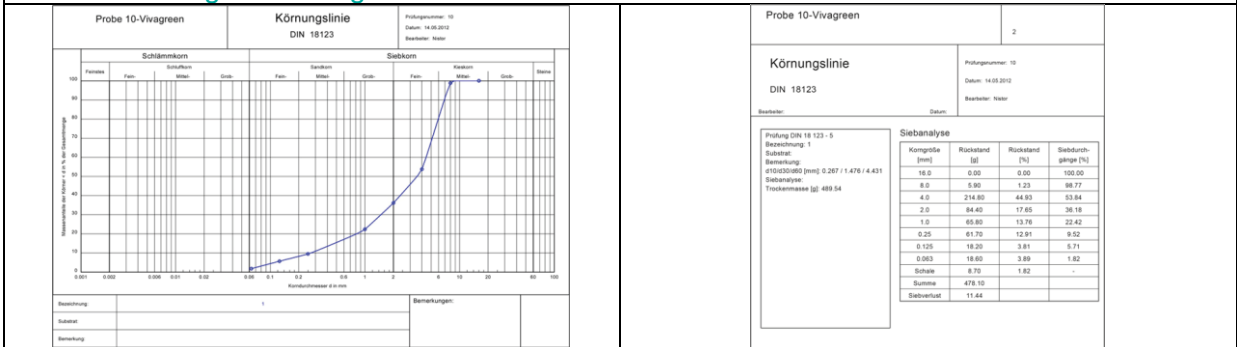 Probe 10-Vivagreen
Körnungslinie
DIN 18123
Prüfungsnummer: 10
Datum: 14.05.2012
Bearbeiter: Nister
Schlämmkorn
Siebkorn
Feinstes
Schluffkorn
Sandkorn
Kieskorn
Steine
Fein- Mittel- Grob- Fein- Mittel- Grob- Fein- Mittel- Grob-
100
90
80
70
60
50
40
30
20
10
0
Massenanteile der Körner < d in % der Gesamtmenge
0.001 0.002 0.006 0.01 0.02 0.06 0.1 0.2 0.6 1 2 6 10 20 60 100
Korndurchmesser d in mm
Bezeichnung: 1
Bemerkungen:
Substrat:
Bemerkung:
Probe 10-Vivagreen
2
Körnungslinie
DIN 18123
Prüfungsnummer: 10
Datum: 14.05.2012
Bearbeiter: Nister
Bearbeiter: Datum:
Prüfung DIN 18 123 - 5
Bezeichnung: 1
Substrat:
Bemerkung:
d10/d30/d60 [mm]: 0.267 / 1.476 / 4.431
Siebanalyse:
Trockenmasse [g]: 489.54
Siebanalyse
Korngröße [mm] Rückstand [g] Rückstand [%] Siebdurch-gänge [%]
16.0 0.00 0.00 100.00
8.0 5.90 1.23 98.77
4.0 214.80 44.93 53.84
2.0 84.40 17.65 36.18
1.0 65.80 13.76 22.42
0.25 61.70 12.91 9.52
0.125 18.20 3.81 5.71
0.063 18.60 3.89 1.82
Schale 8.70 1.82 -
Summe 478.10
Siebverlust 11.44